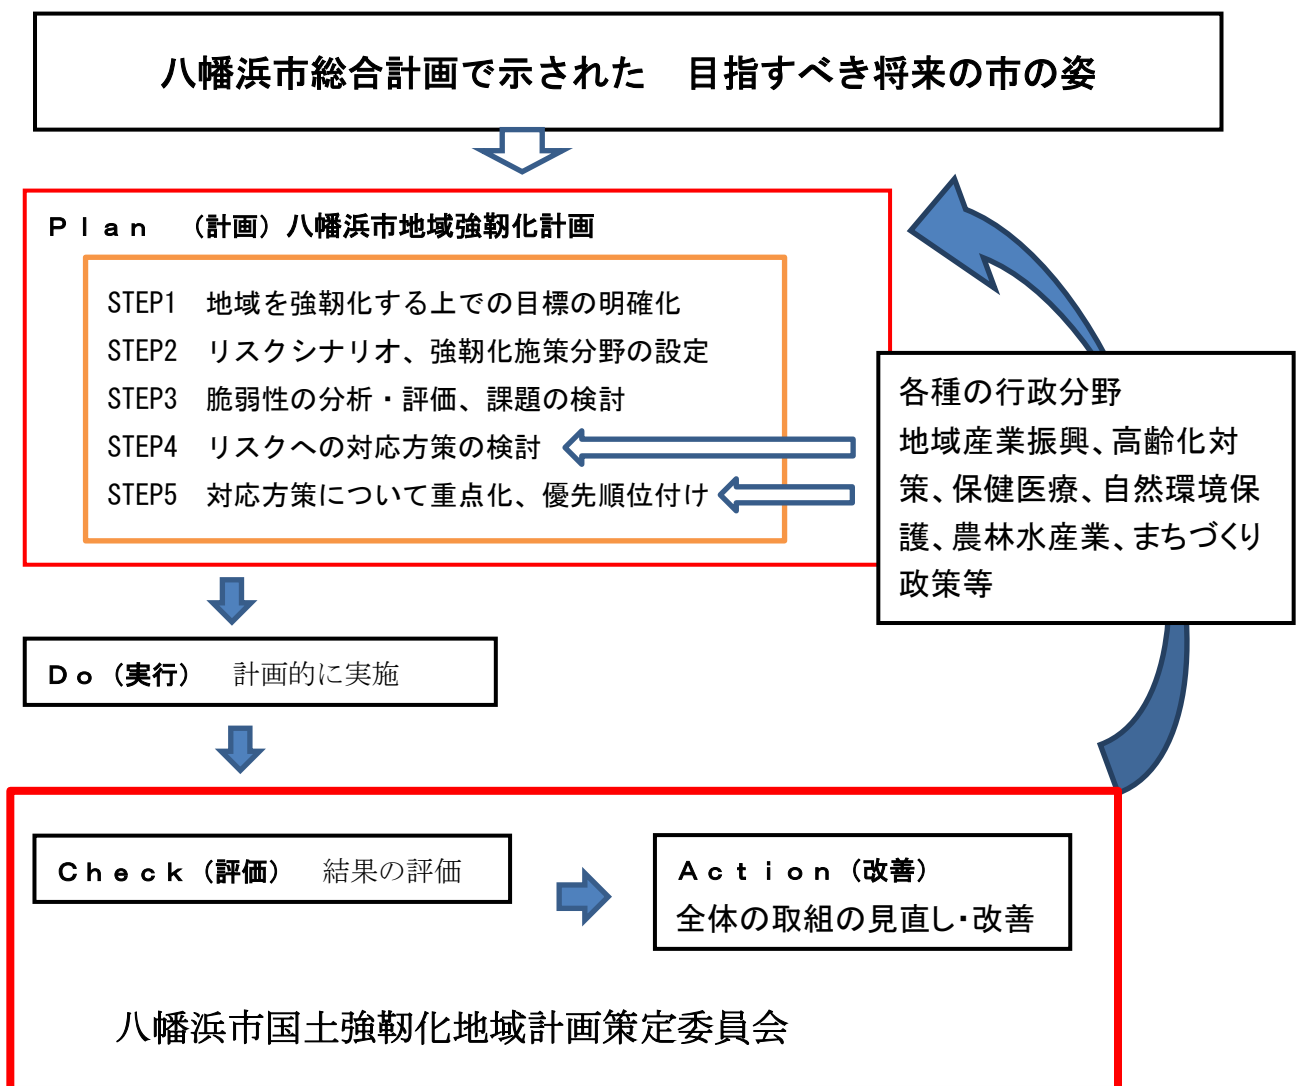 八幡浜市総合計画で示された　目指すべき将来の市の姿
Ｐｌａｎ　（計画）八幡浜市地域強靭化計画
STEP1　地域を強靭化する上での目標の明確化
STEP2　リスクシナリオ、強靭化施策分野の設定
STEP3　脆弱性の分析・評価、課題の検討
STEP4　リスクへの対応方策の検討
STEP5　対応方策について重点化、優先順位付け
各種の行政分野
地域産業振興、高齢化対
策、保健医療、自然環境保
護、農林水産業、まちづくり
政策等
Ｄｏ（実行）　計画的に実施
Ｃｈｅｃｋ（評価）　結果の評価
Ａｃｔｉｏｎ（改善）
全体の取組の見直し・改善
八幡浜市国土強靭化地域計画策定委員会